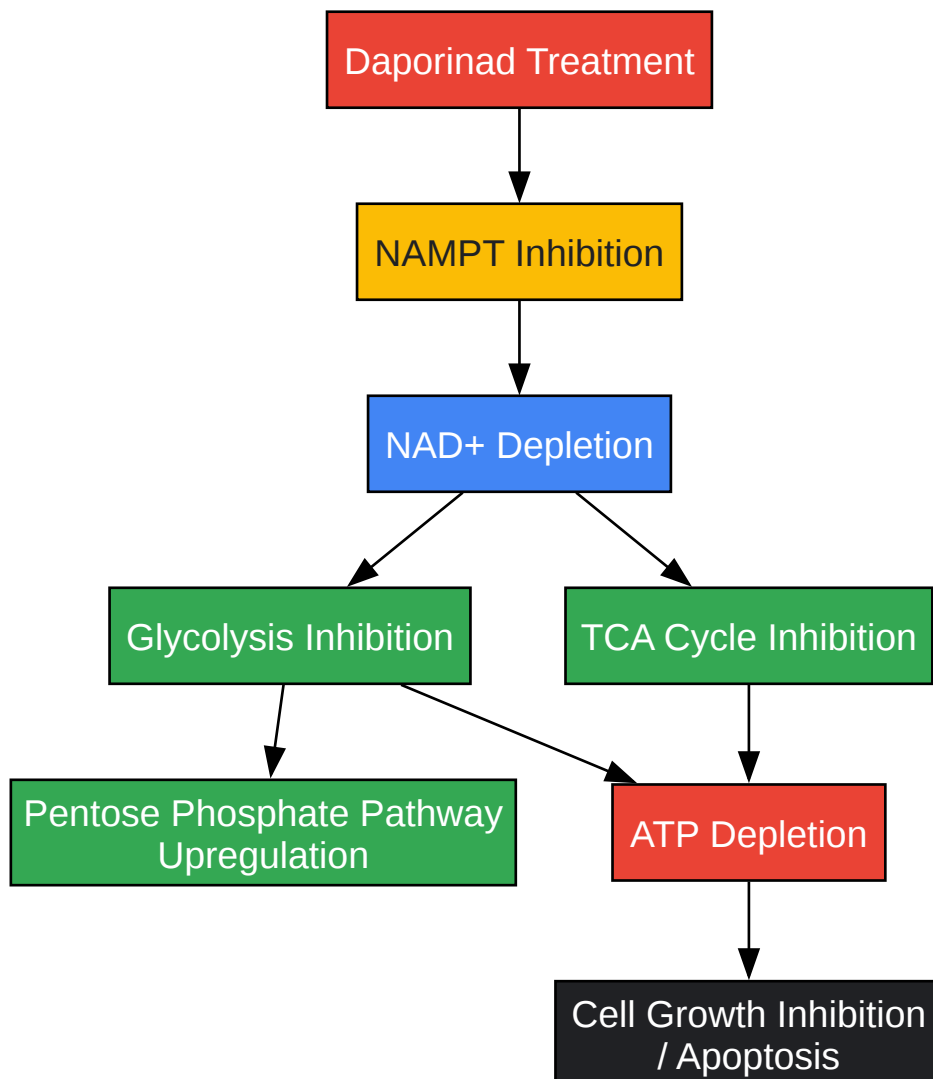 Daporinad Treatment
NAMPT Inhibition
NAD+ Depletion
Glycolysis Inhibition
TCA Cycle Inhibition
Pentose Phosphate Pathway
Upregulation
ATP Depletion
Cell Growth Inhibition
/ Apoptosis